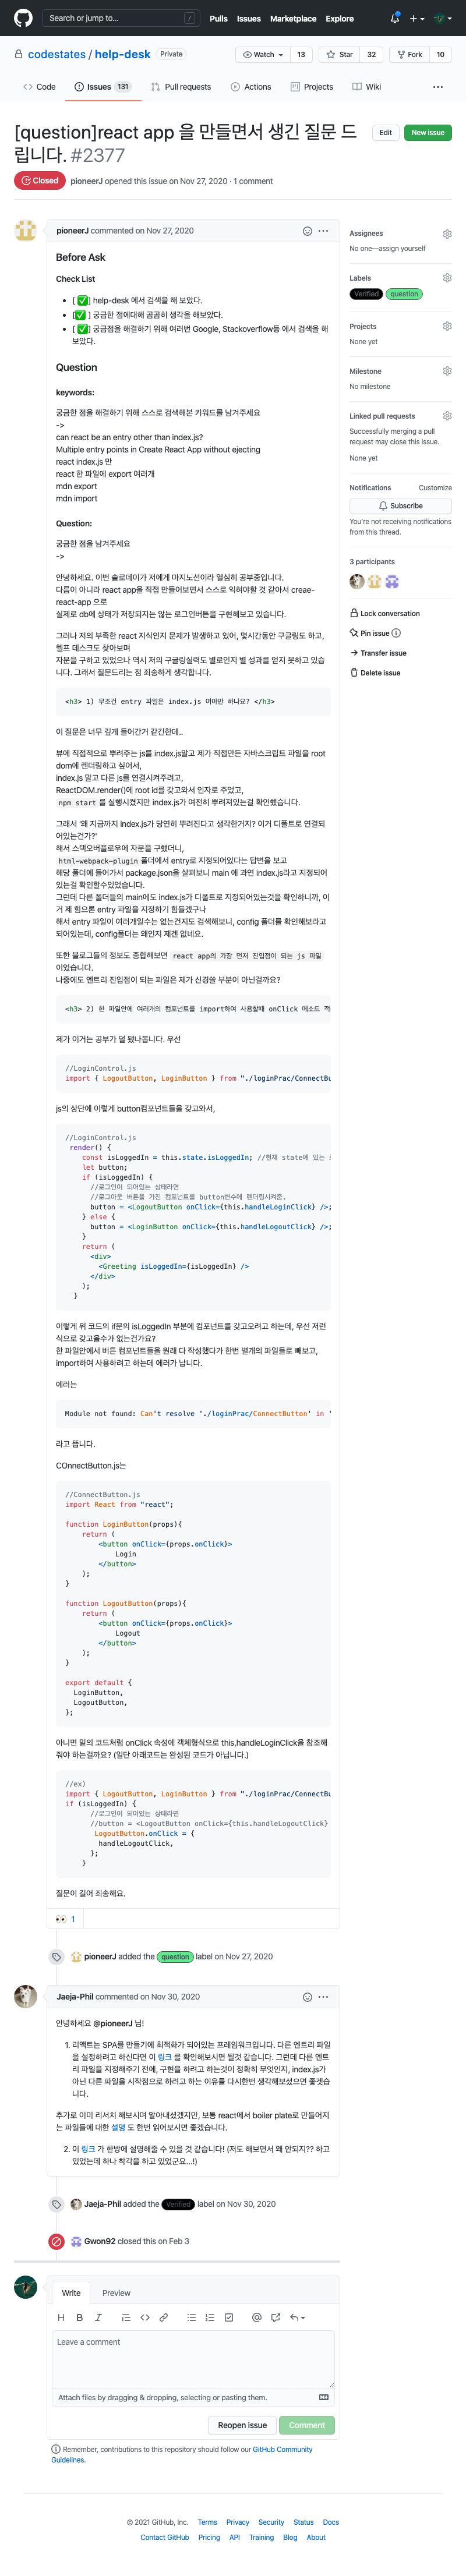 Search or jump to...
/
Pulls Issues Marketplace Explore
codestates / help-desk Private
Watch 13 Star 32 Fork 10
Code Issues 131 Pull requests Actions Projects Wiki
[question]react app 을 만들면서 생긴 질문 드
립니다. #2377
Edit New issue
Closed pioneerJ opened this issue on Nov 27, 2020 · 1 comment
pioneerJ commented on Nov 27, 2020
Before Ask
Check List
[ ✅] help-desk 에서 검색을 해 보았다.
[✅ ] 궁금한 점에대해 곰곰히 생각을 해보았다.
[ ✅] 궁금점을 해결하기 위해 여러번 Google, Stackoverflow등 에서 검색을 해
보았다.
Question
keywords:
궁금한 점을 해결하기 위해 스스로 검색해본 키워드를 남겨주세요
->
can react be an entry other than index.js?
Multiple entry points in Create React App without ejecting
react index.js 만
react 한 파일에 export 여러개
mdn export
mdn import
Question:
궁금한 점을 남겨주세요
->
안녕하세요. 이번 솔로데이가 저에게 마지노선이라 열심히 공부중입니다.
다름이 아니라 react app을 직접 만들어보면서 스스로 익혀야할 것 같아서 creae-
react-app 으로
실제로 db에 상태가 저장되지는 않는 로그인버튼을 구현해보고 있습니다.
그러나 저의 부족한 react 지식인지 문제가 발생하고 있어, 몇시간동안 구글링도 하고,
헬프 데스크도 찾아보며
자문을 구하고 있었으나 역시 저의 구글링실력도 별로인지 별 성과를 얻지 못하고 있습
니다. 그래서 질문드리는 점 죄송하게 생각합니다.
<h3> 1) 무조건 entry 파일은 index.js 여야만 하나요? </h3>
이 질문은 너무 깊게 들어간거 같긴한데..
뷰에 직접적으로 뿌려주는 js를 index.js말고 제가 직접만든 자바스크립트 파일을 root
dom에 렌더링하고 싶어서,
index.js 말고 다른 js를 연결시켜주려고,
ReactDOM.render()에 root id를 갖고와서 인자로 주었고,
npm start 를 실행시켰지만 index.js가 여전히 뿌려져있는걸 확인했습니다.
그래서 '왜 지금까지 index.js가 당연히 뿌려진다고 생각한거지? 이거 디폴트로 연결되
어있는건가?'
해서 스텍오버플로우에 자문을 구했더니,
html-webpack-plugin 폴더에서 entry로 지정되어있다는 답변을 보고
해당 폴더에 들어가서 package.json을 살펴보니 main 에 과연 index.js라고 지정되어
있는걸 확인할수있었습니다.
그런데 다른 폴더들의 main에도 index.js가 디폴트로 지정되어있는것을 확인하니까, 이
거 제 힘으론 entry 파일을 지정하기 힘들겠구나
해서 entry 파일이 여러개일수는 없는건지도 검색해보니, config 폴더를 확인해보라고
되어있는데, config폴더는 왜인지 제겐 없네요.
또한 블로그들의 정보도 종합해보면 react app의 가장 먼저 진입점이 되는 js 파일
이었습니다.
나중에도 엔트리 진입점이 되는 파일은 제가 신경쓸 부분이 아닌걸까요?
<h3> 2) 한 파일안에 여러개의 컴포넌트를 import하여 사용할때 onClick 메소드 적
제가 이거는 공부가 덜 됐나봅니다. 우선
//LoginControl.js
import { LogoutButton, LoginButton } from "./loginPrac/ConnectBu
js의 상단에 이렇게 button컴포넌트들을 갖고와서,
//LoginControl.js
render() {
const isLoggedIn = this.state.isLoggedIn; //현재 state에 있는
let button;
if (isLoggedIn) {
//로그인이 되어있는 상태라면
//로그아웃 버튼을 가진 컴포넌트를 button변수에 렌더링시켜줌.
button = <LogoutButton onClick={this.handleLoginClick} />;
} else {
button = <LoginButton onClick={this.handleLogoutClick} />;
}
return (
<div>
<Greeting isLoggedIn={isLoggedIn} />
</div>
);
}
이렇게 위 코드의 if문의 isLoggedIn 부분에 컴포넌트를 갖고오려고 하는데, 우선 저런
식으로 갖고올수가 없는건가요?
한 파일안에서 버튼 컴포넌트들을 원래 다 작성했다가 한번 별개의 파일들로 빼보고,
import하여 사용하려고 하는데 에러가 납니다.
에러는
Module not found: Can't resolve './loginPrac/ConnectButton' in '
라고 뜹니다.
COnnectButton.js는
//ConnectButton.js
import React from "react";
function LoginButton(props){
return (
<button onClick={props.onClick}>
Login
</button>
);
}
function LogoutButton(props){
return (
<button onClick={props.onClick}>
Logout
</button>
);
}
export default {
LoginButton,
LogoutButton,
};
아니면 밑의 코드처럼 onClick 속성에 객체형식으로 this,handleLoginClick을 참조해
줘야 하는걸까요? (일단 아래코드는 완성된 코드가 아닙니다.)
//ex)
import { LogoutButton, LoginButton } from "./loginPrac/ConnectBu
if (isLoggedIn) {
//로그인이 되어있는 상태라면
//button = <LogoutButton onClick={this.handleLogoutClick}
LogoutButton.onClick = {
handleLogoutClick,
};
}
질문이 길어 죄송해요.
👀 1
pioneerJ added the question label on Nov 27, 2020
Jaeja-Phil commented on Nov 30, 2020
안녕하세요 @pioneerJ 님!
1. 리액트는 SPA를 만들기에 최적화가 되어있는 프레임워크입니다. 다른 엔트리 파일
을 설정하려고 하신다면 이 링크 를 확인해보시면 될것 같습니다. 그런데 다른 엔트
리 파일을 지정해주기 전에, 구현을 하려고 하는것이 정확히 무엇인지, index.js가
아닌 다른 파일을 시작점으로 하려고 하는 이유를 다시한번 생각해보셨으면 좋겠습
니다.
추가로 이미 리서치 해보시며 알아내셨겠지만, 보통 react에서 boiler plate로 만들어지
는 파일들에 대한 설명 도 한번 읽어보시면 좋겠습니다.
2. 이 링크 가 한방에 설명해줄 수 있을 것 같습니다! (저도 해보면서 왜 안되지?? 하고
있었는데 하나 착각을 하고 있었군요...!)
Jaeja-Phil added the Verified label on Nov 30, 2020
Gwon92 closed this on Feb 3
Write Preview
Leave a comment
Attach files by dragging & dropping, selecting or pasting them.
Reopen issue Comment
Remember, contributions to this repository should follow our GitHub Community
Guidelines.
Assignees
No one—assign yourself
Labels
Verified question
Projects
None yet
Milestone
No milestone
Linked pull requests
Successfully merging a pull
request may close this issue.
None yet
Notifications Customize
Subscribe
You're not receiving notifications
from this thread.
3 participants
Lock conversation
Pin issue
Transfer issue
Delete issue
© 2021 GitHub, Inc. Terms Privacy Security Status Docs
Contact GitHub Pricing API Training Blog About